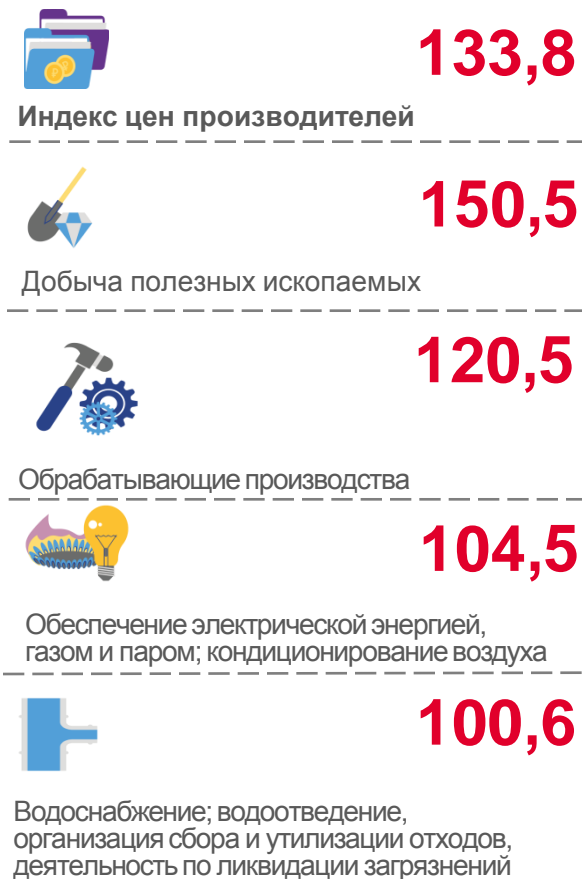 133,8
Индекс цен производителей
150,5
Добыча полезных ископаемых
120,5
Обрабатывающие производства
104,5
Обеспечение электрической энергией,
газом и паром; кондиционирование воздуха
100,6
Водоснабжение; водоотведение,
организация сбора и утилизации отходов,
деятельность по ликвидации загрязнений